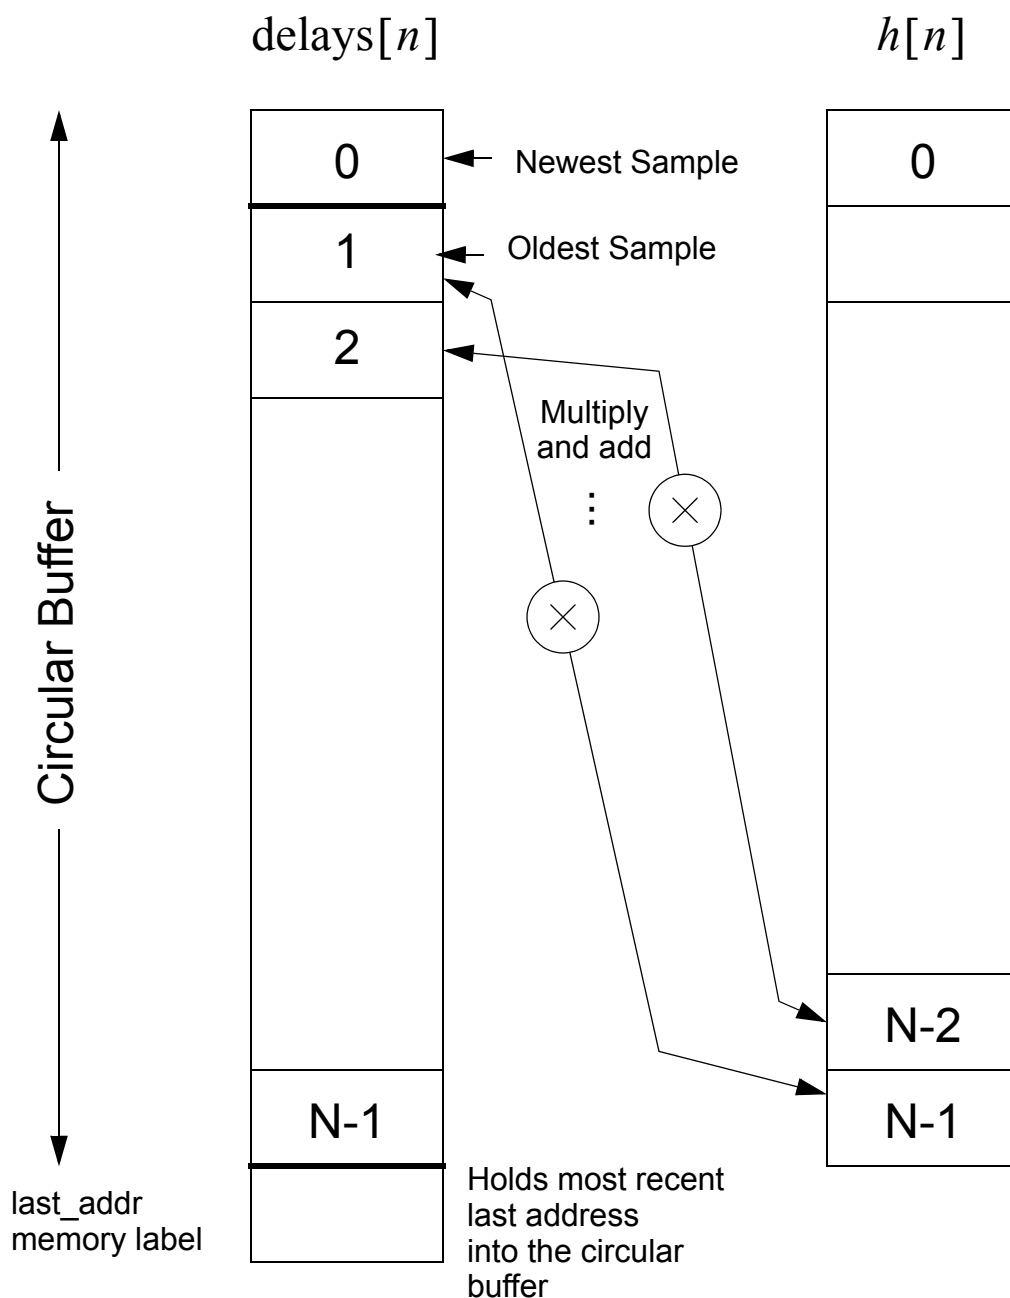 delays[n]
h[n]
0
Newest Sample
0
1
Oldest Sample
2
Multiply
and add
⋮
Circular Buffer
N-2
N-1
N-1
last_addr
memory label
Holds most recent
last address
into the circular
buffer